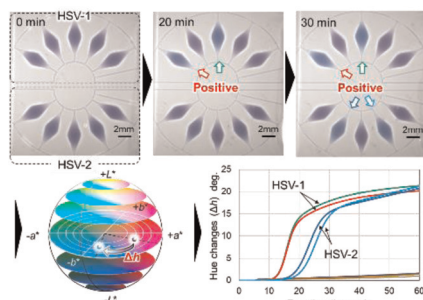 HSV-1
0 min
20 min
30 min
Positive
Positive
2mm
2mm
2mm
HSV-2
+L*
+b*
-a*
+a*
-b*
Δh
-L*
Hue changes (Δh) deg.
25
20
15
10
5
0
HSV-1
HSV-2
0
10
20
30
40
50
60